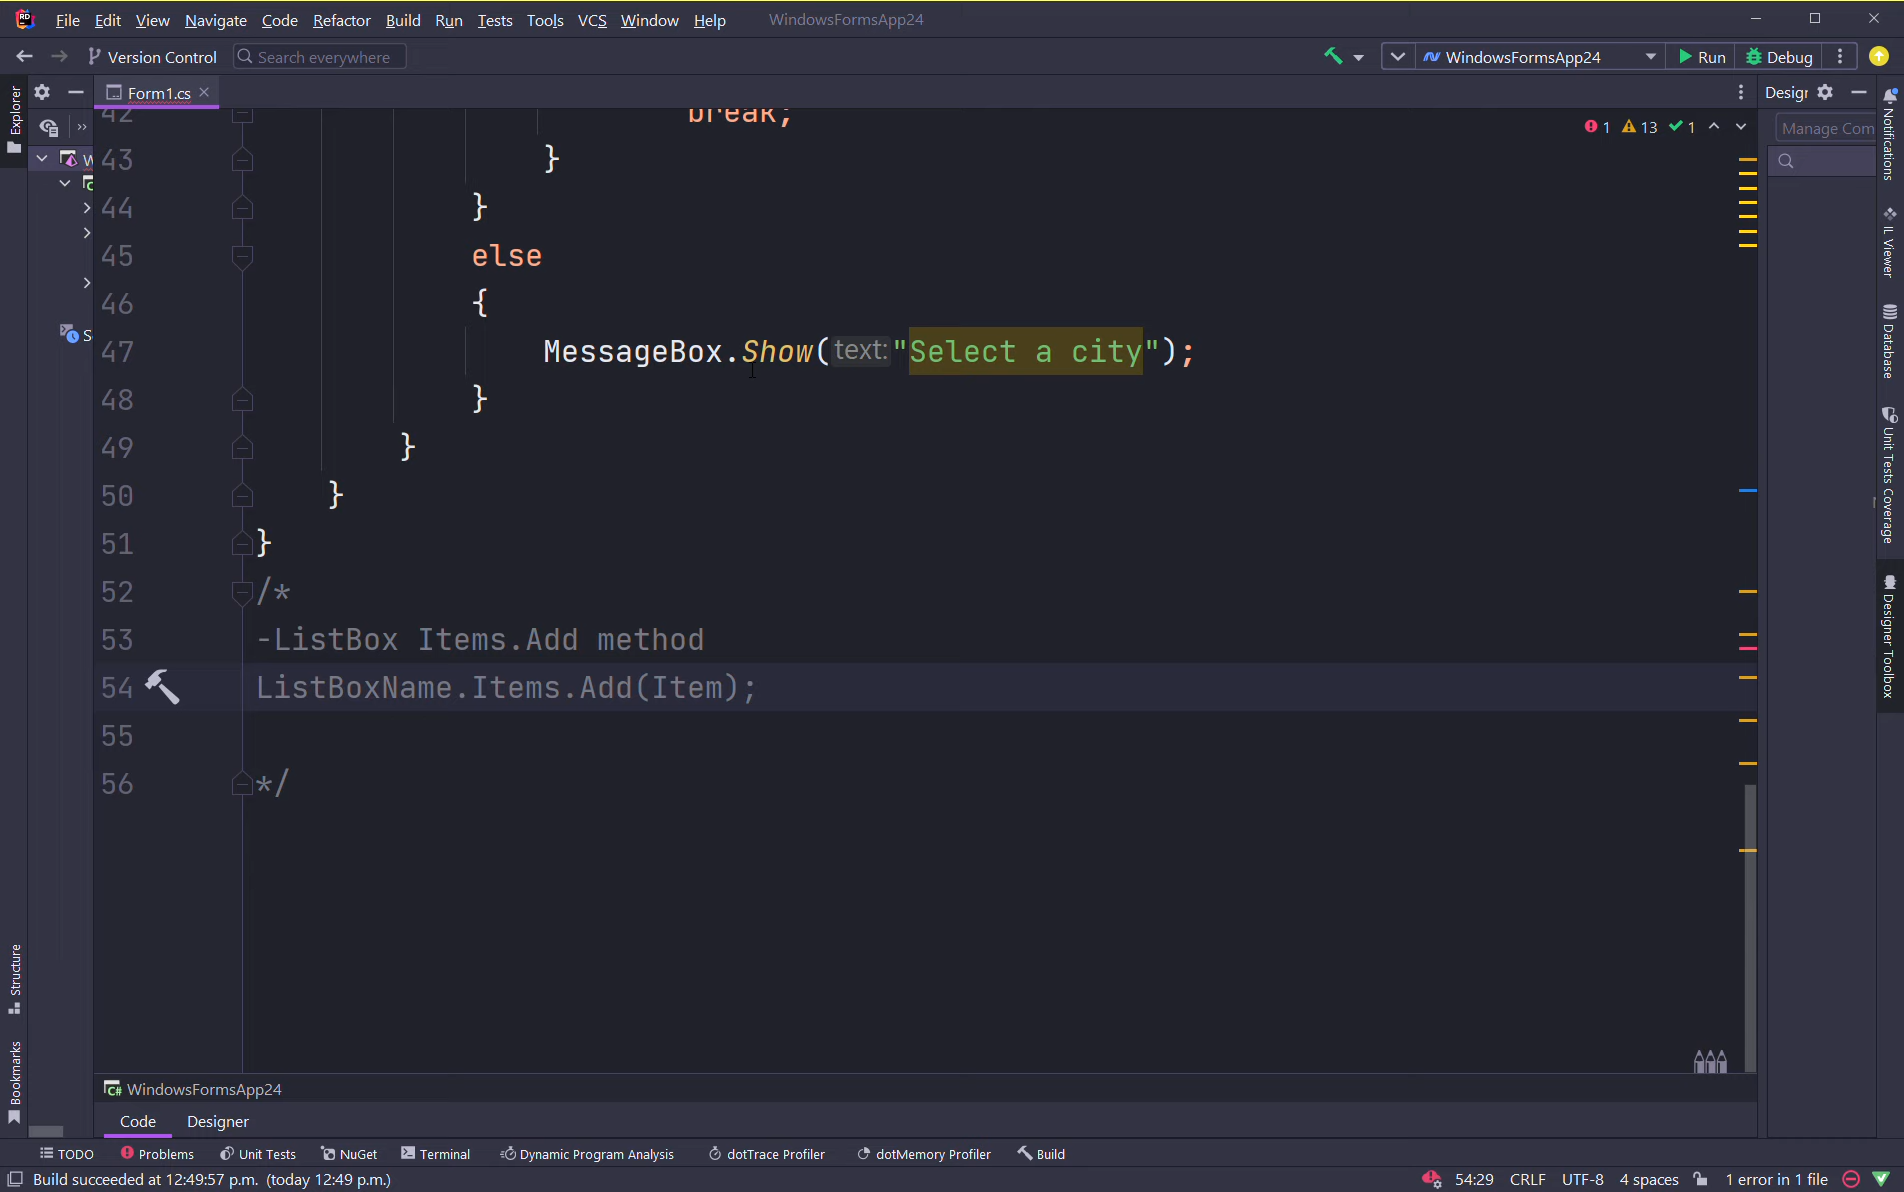 File Edit View Navigate Code Refactor Build Run Tests Tools VCS Window Help WindowsFormsApp24
Version Control Search everywhere WindowsFormsApp24 Run Debug
Explorer
Form1.cs
Designr
1 13 1
Manage Com
W
42 break;
43 }
44 }
45 else
46 {
47 MessageBox.Show(text:"Select a city");
48 }
49 }
50 }
51 }
52 /*
53 -ListBox Items.Add method
54 ListBoxName.Items.Add(Item);
55
56 */
S
Notifications
IL Viewer
Database
Unit Tests Coverage
Designer Toolbox
Structure
Bookmarks
C# WindowsFormsApp24
Code Designer
TODO Problems Unit Tests NuGet Terminal Dynamic Program Analysis dotTrace Profiler dotMemory Profiler Build
Build succeeded at 12:49:57 p.m. (today 12:49 p.m.) 54:29 CRLF UTF-8 4 spaces 1 error in 1 file